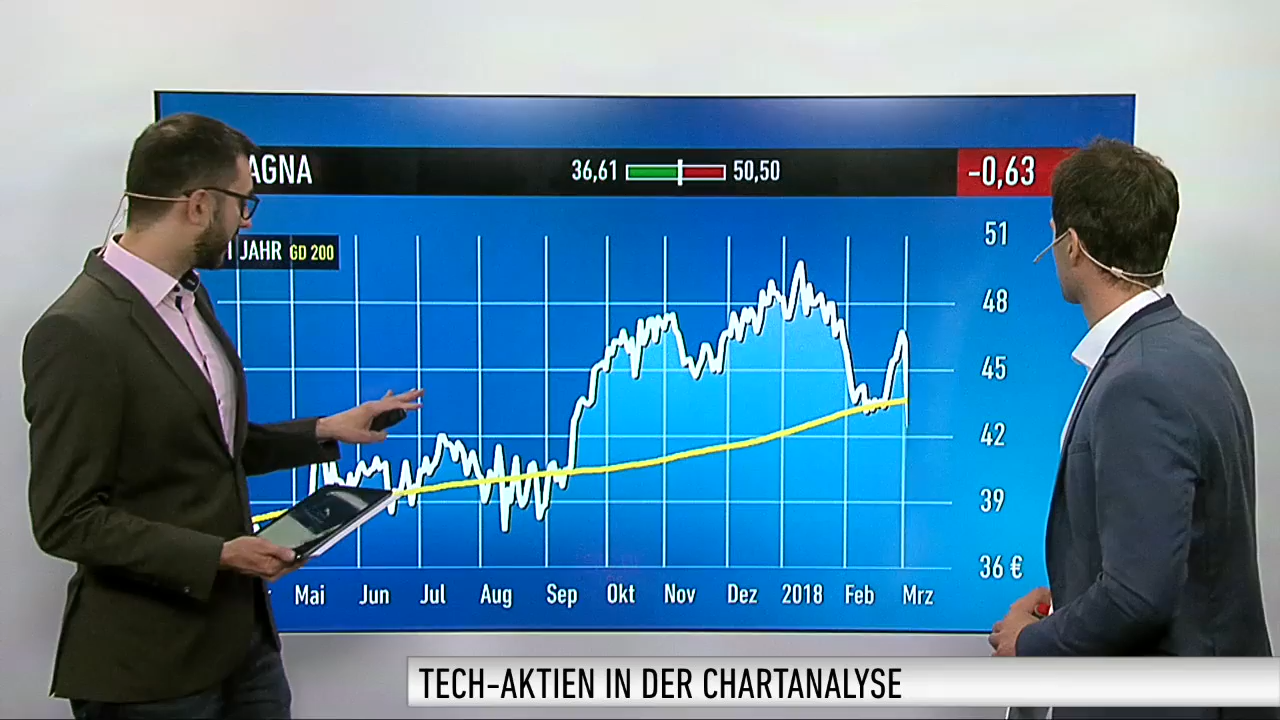 AGNA 36,61 50,50 -0,63
1 JAHR GD 200
51
48
45
42
39
36 €
Mai Jun Jul Aug Sep Okt Nov Dez 2018 Feb Mrz
TECH-AKTIEN IN DER CHARTANALYSE